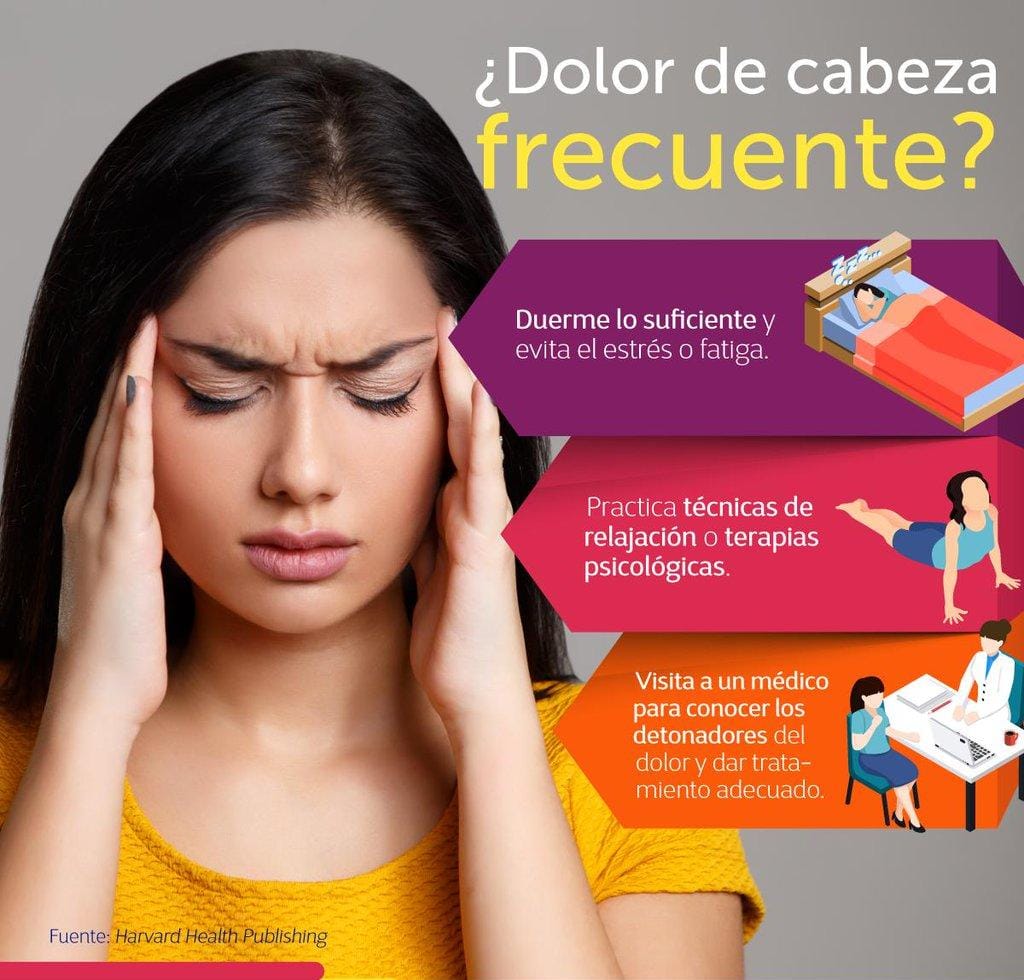 ¿Dolor de cabeza
frecuente?
zzzz...
Duerme lo suficiente y
evita el estrés o fatiga.
Practica técnicas de
relajación o terapias
psicológicas.
Visita a un médico
para conocer los
detonadores del
dolor y dar trata-
miento adecuado.
Fuente: Harvard Health Publishing